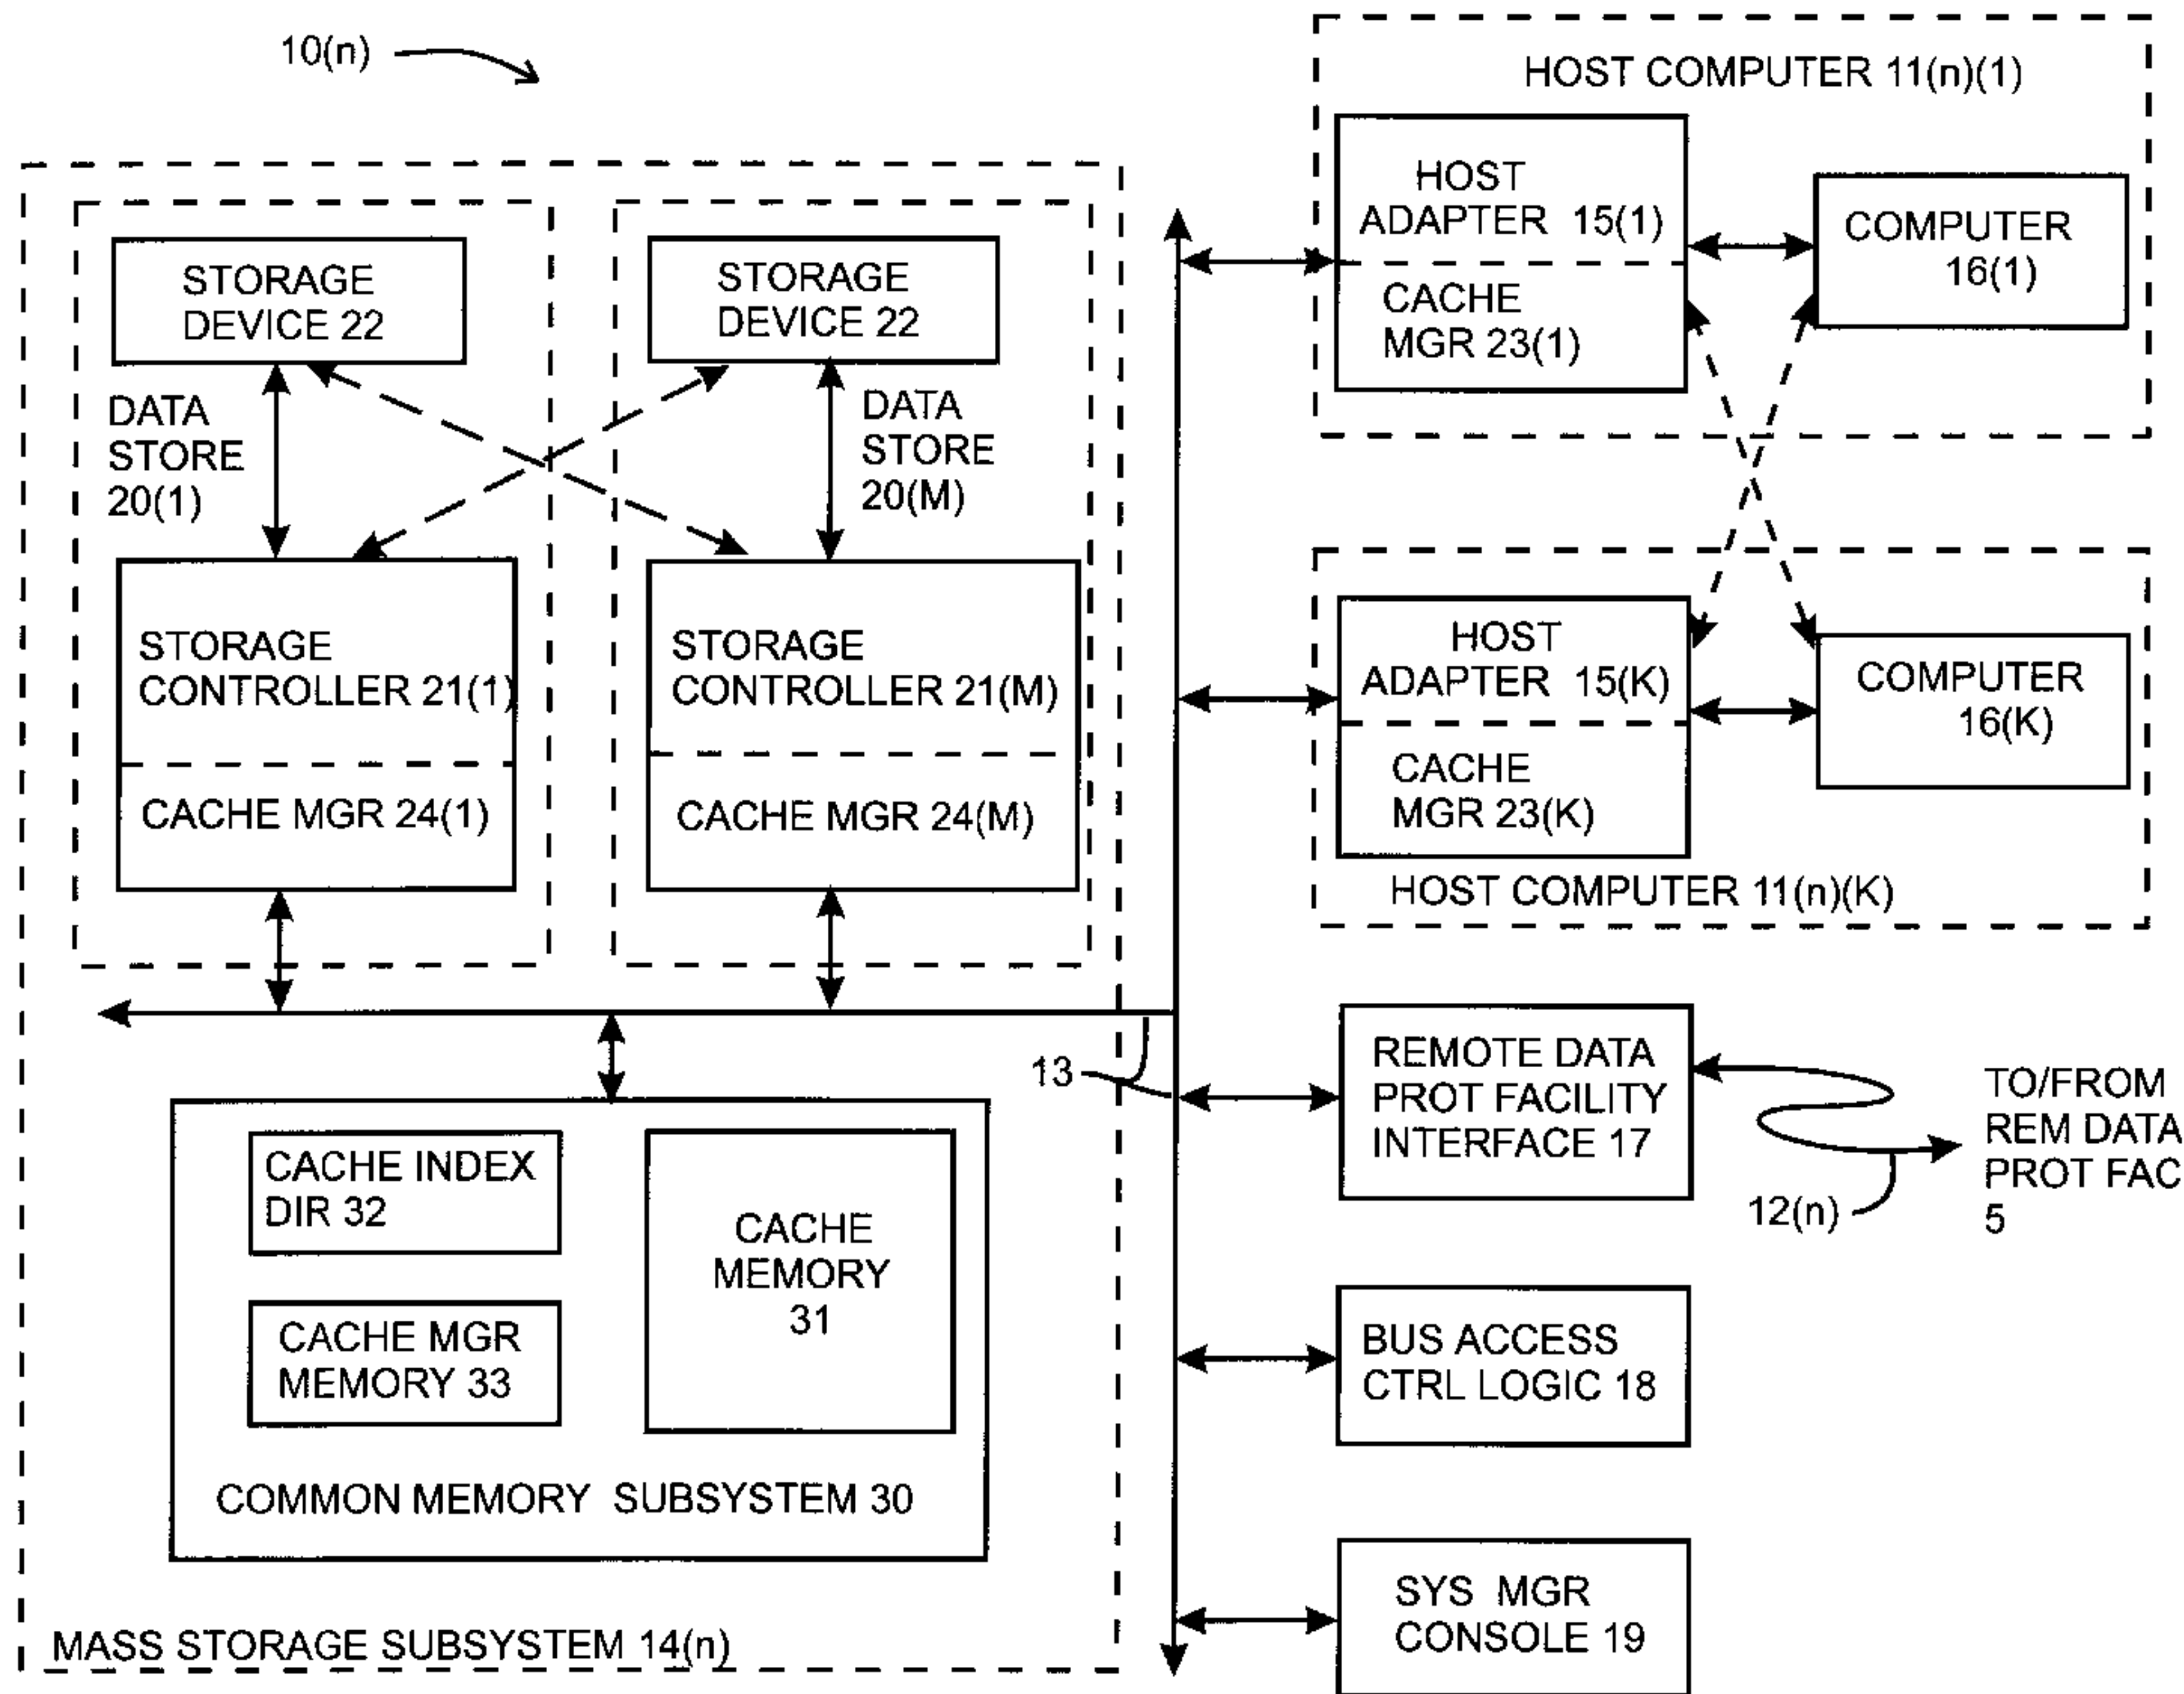 10(n)
HOST COMPUTER 11(n)(1)
HOST
ADAPTER 15(1)
CACHE
MGR 23(1)
COMPUTER
16(1)
STORAGE
DEVICE 22
STORAGE
DEVICE 22
DATA
STORE
20(1)
DATA
STORE
20(M)
STORAGE
CONTROLLER 21(1)
CACHE MGR 24(1)
STORAGE
CONTROLLER 21(M)
CACHE MGR 24(M)
HOST
ADAPTER 15(K)
CACHE
MGR 23(K)
COMPUTER
16(K)
HOST COMPUTER 11(n)(K)
13
REMOTE DATA
PROT FACILITY
INTERFACE 17
TO/FROM
REM DATA
PROT FAC
5
12(n)
CACHE INDEX
DIR 32
CACHE MGR
MEMORY 33
CACHE
MEMORY
31
COMMON MEMORY SUBSYSTEM 30
BUS ACCESS
CTRL LOGIC 18
SYS MGR
CONSOLE 19
MASS STORAGE SUBSYSTEM 14(n)